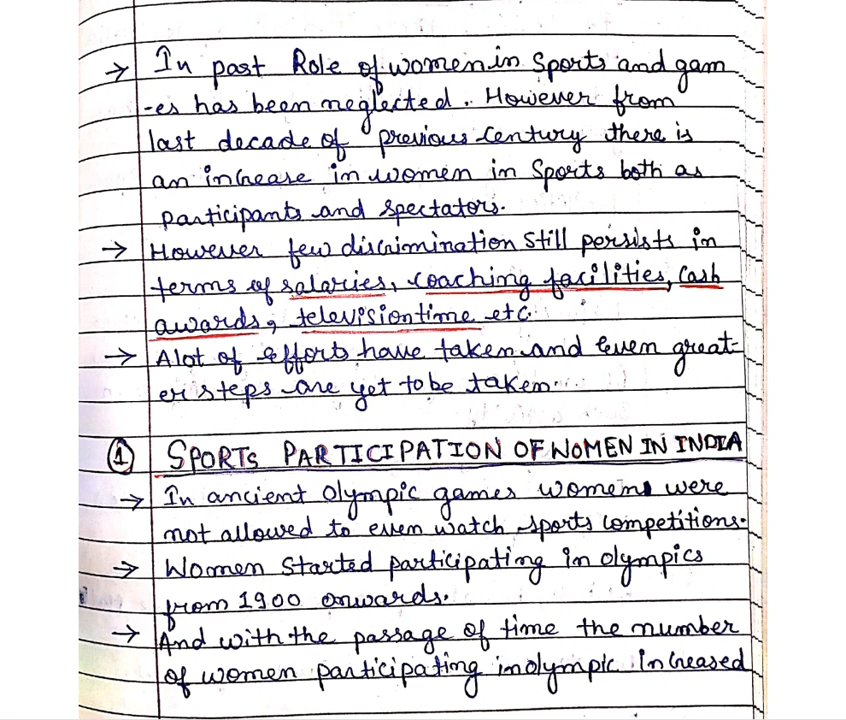 → In past Role of women in Sports and gam
-es has been neglected. However from
last decade of previous century there is
an increase in women in Sports both as
participants and spectators.
→ However few discrimination still persists in
terms of salaries, coaching facilities, cash
awards, television time etc.
→ Alot of efforts have taken and even great-
er steps are yet to be taken.
① SPORTS PARTICIPATION OF WOMEN IN INDIA
→ In ancient Olympic games women were
not allowed to even watch sports competitions.
→ Women Started participating in olympics
from 1900 onwards.
→ And with the passage of time the number
of women participating in olympic increased